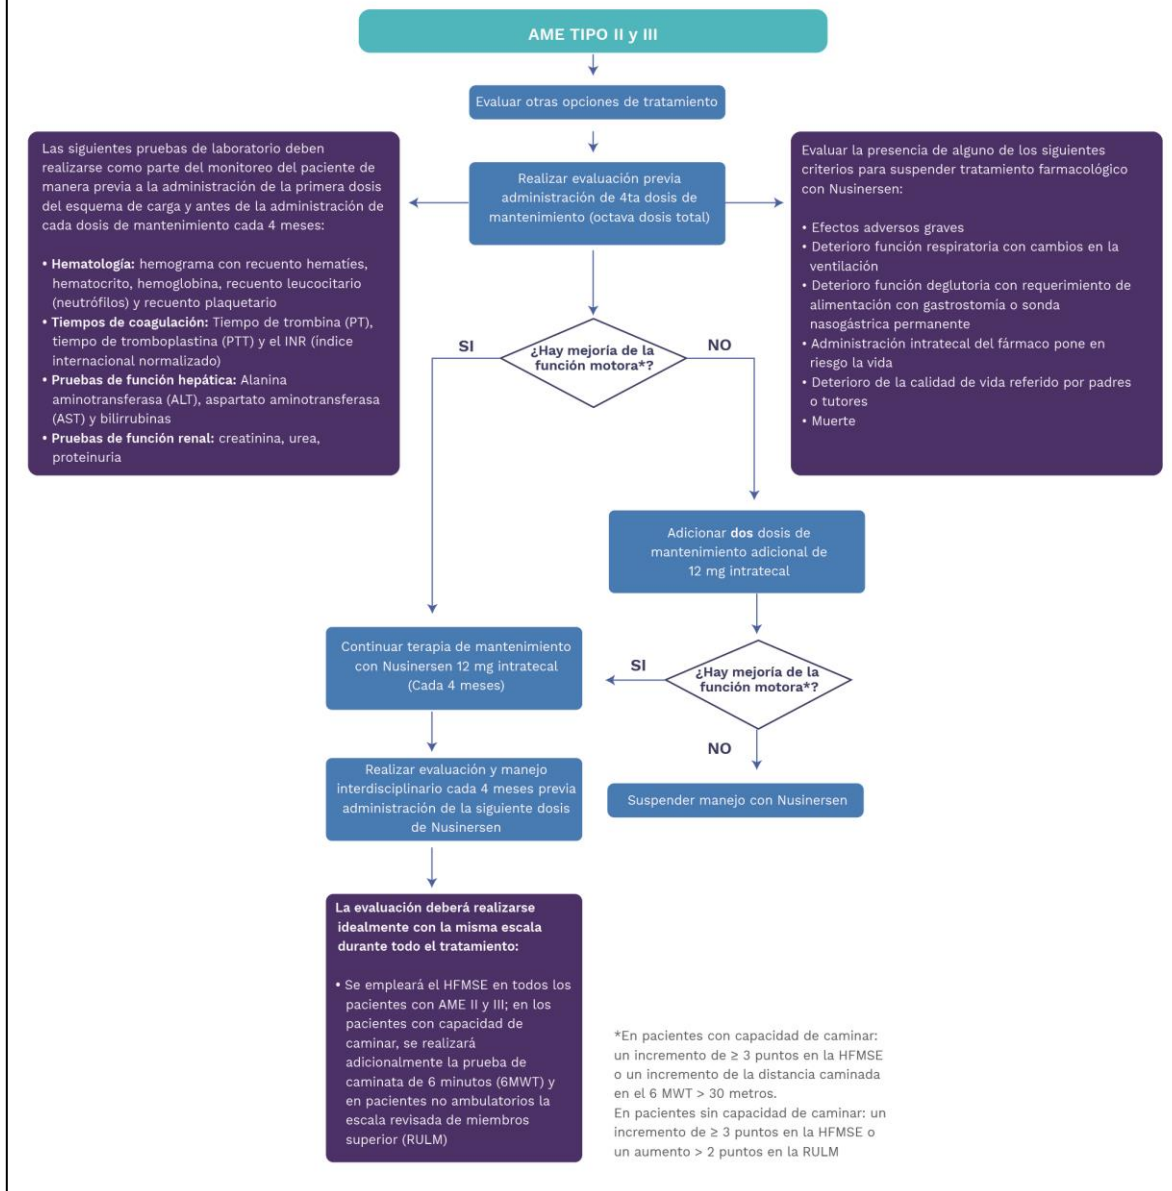 AME TIPO II y III
Evaluar otras opciones de tratamiento
Las siguientes pruebas de laboratorio deben
realizarse como parte del monitoreo del paciente de
manera previa a la administración de la primera dosis
del esquema de carga y antes de la administración de
cada dosis de mantenimiento cada 4 meses:
• Hematología: hemograma con recuento hematíes,
hematocrito, hemoglobina, recuento leucocitario
(neutrófilos) y recuento plaquetario
• Tiempos de coagulación: Tiempo de trombina (PT),
tiempo de tromboplastina (PTT) y el INR (índice
internacional normalizado)
• Pruebas de función hepática: Alanina
aminotransferasa (ALT), aspartato aminotransferasa
(AST) y bilirrubinas
• Pruebas de función renal: creatinina, urea,
proteinuria
Realizar evaluación previa
administración de 4ta dosis de
mantenimiento (octava dosis total)
Evaluar la presencia de alguno de los siguientes
criterios para suspender tratamiento farmacológico
con Nusinersen:
• Efectos adversos graves
• Deterioro función respiratoria con cambios en la
ventilación
• Deterioro función deglutoria con requerimiento de
alimentación con gastrostomía o sonda
nasogástrica permanente
• Administración intratecal del fármaco pone en
riesgo la vida
• Deterioro de la calidad de vida referido por padres
o tutores
• Muerte
SI
¿Hay mejoría de la
función motora*?
NO
Adicionar dos dosis de
mantenimiento adicional de
12 mg intratecal
Continuar terapia de mantenimiento
con Nusinersen 12 mg intratecal
(Cada 4 meses)
SI
¿Hay mejoría de la
función motora*?
NO
Realizar evaluación y manejo
interdisciplinario cada 4 meses previa
administración de la siguiente dosis
de Nusinersen
Suspender manejo con Nusinersen
La evaluación deberá realizarse
idealmente con la misma escala
durante todo el tratamiento:
• Se empleará el HFMSE en todos los
pacientes con AME II y III; en los
pacientes con capacidad de
caminar, se realizará
adicionalmente la prueba de
caminata de 6 minutos (6MWT) y
en pacientes no ambulatorios la
escala revisada de miembros
superior (RULM)
*En pacientes con capacidad de caminar:
un incremento de ≥ 3 puntos en la HFMSE
o un incremento de la distancia caminada
en el 6 MWT > 30 metros.
En pacientes sin capacidad de caminar: un
incremento de ≥ 3 puntos en la HFMSE o
un aumento > 2 puntos en la RULM